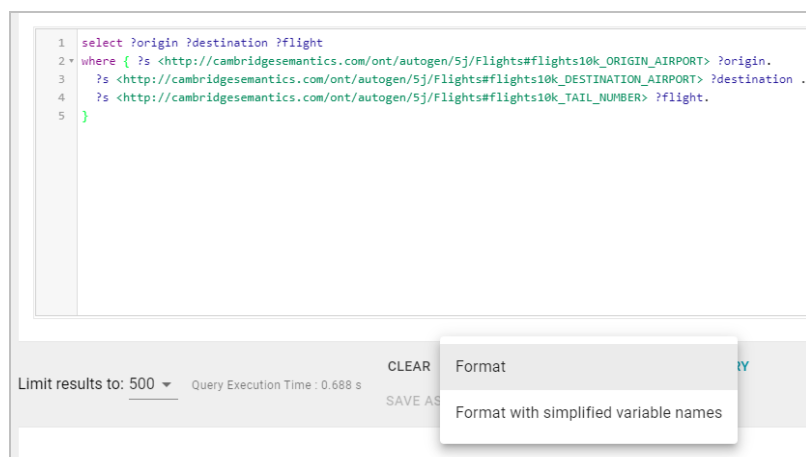 1 select ?origin ?destination ?flight
2 where { ?s <http://cambridgesemantics.com/ont/autogen/5j/Flights#flights10k_ORIGIN_AIRPORT> ?origin.
3 ?s <http://cambridgesemantics.com/ont/autogen/5j/Flights#flights10k_DESTINATION_AIRPORT> ?destination .
4 ?s <http://cambridgesemantics.com/ont/autogen/5j/Flights#flights10k_TAIL_NUMBER> ?flight.
5 }
CLEAR Format RY
Limit results to: 500 Query Execution Time : 0.688 s
SAVE AS
Format with simplified variable names